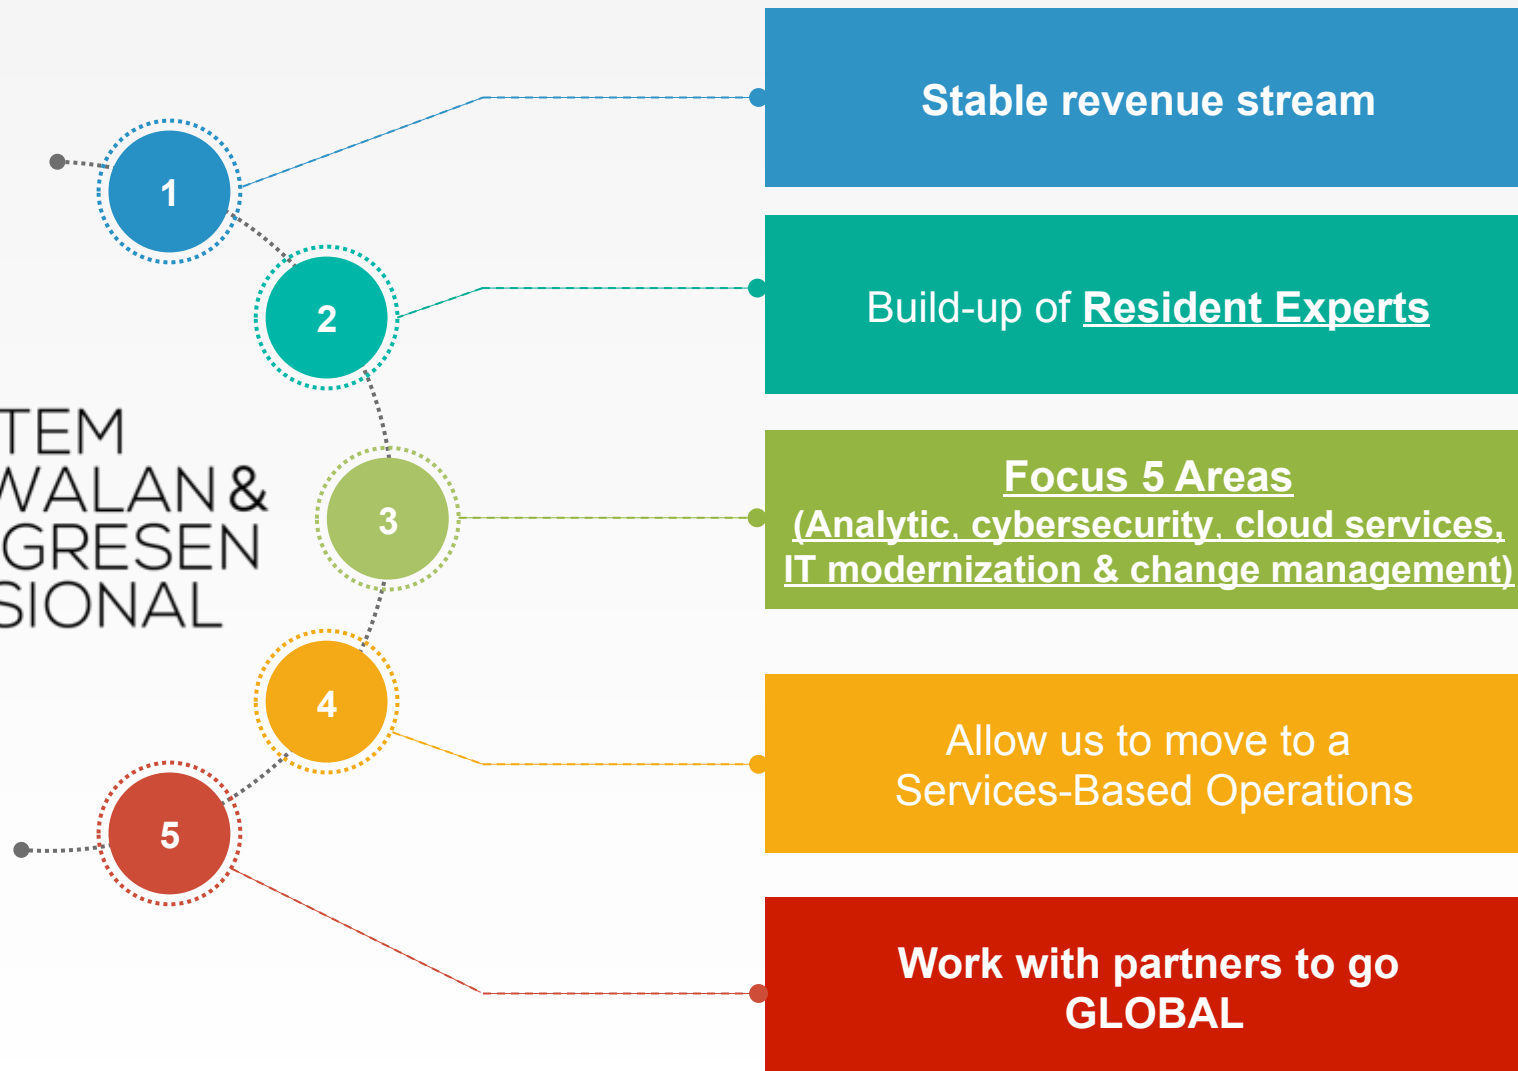 1
Stable revenue stream
2
Build-up of Resident Experts
TEM
WALAN &
GRESEN
SIONAL
3
Focus 5 Areas
(Analytic, cybersecurity, cloud services,
IT modernization & change management)
4
Allow us to move to a
Services-Based Operations
5
Work with partners to go
GLOBAL